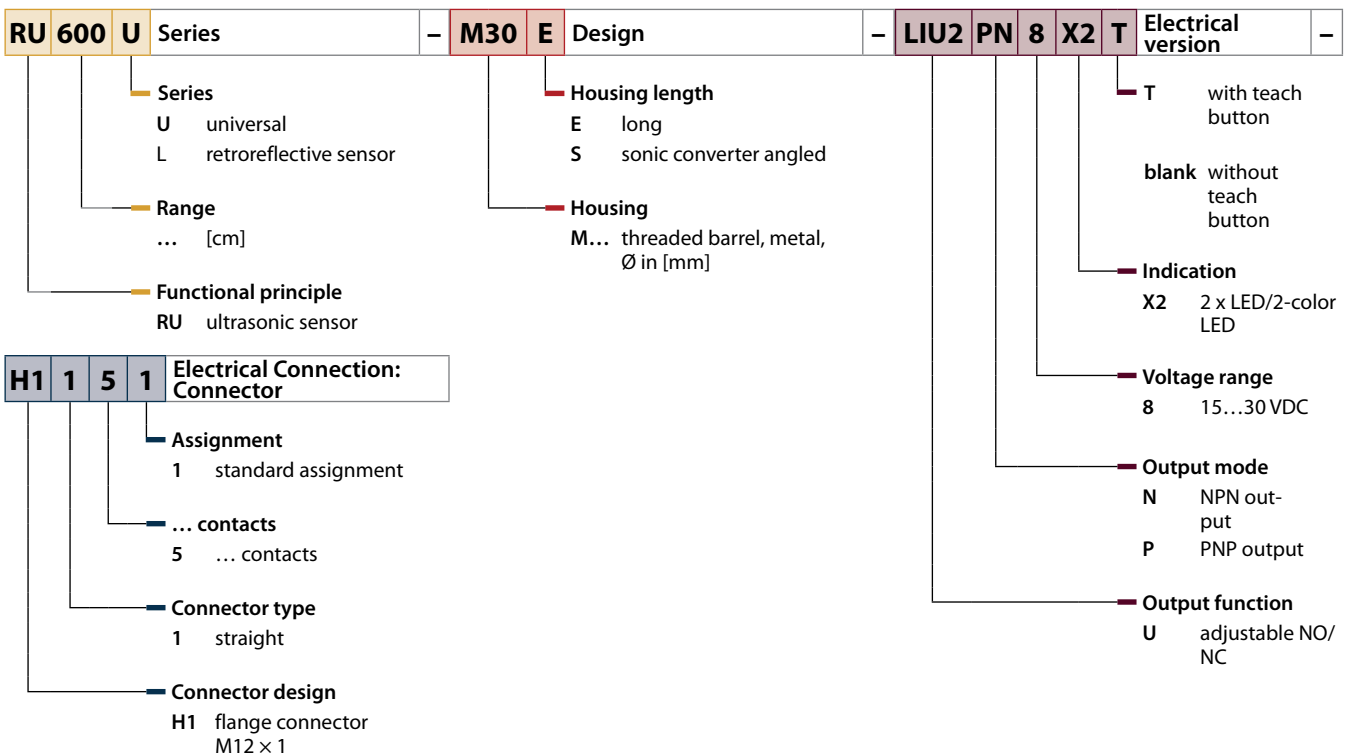 RU 600 U Series – M30 E Design – LIU2 PN 8 X2 T Electrical version –
Series
U universal
L retroreflective sensor
Range
… [cm]
Functional principle
RU ultrasonic sensor
Housing length
E long
S sonic converter angled
Housing
M… threaded barrel, metal,
Ø in [mm]
T with teach
button
blank without
teach
button
Indication
X2 2 x LED/2-color
LED
Voltage range
8 15…30 VDC
Output mode
N NPN out-
put
P PNP output
Output function
U adjustable NO/
NC
H1 1 5 1 Electrical Connection:
Connector
Assignment
1 standard assignment
… contacts
5 … contacts
Connector type
1 straight
Connector design
H1 flange connector
M12 × 1